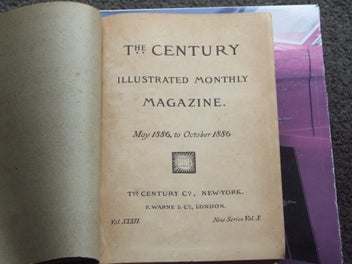 THE CENTURY
ILLUSTRATED MONTHLY
MAGAZINE.
May 1886, to October 1886
THE CENTURY Co., NEW-YORK.
F. WARNE & Co, LONDON.
Vol. XXXII. New Series Vol. X